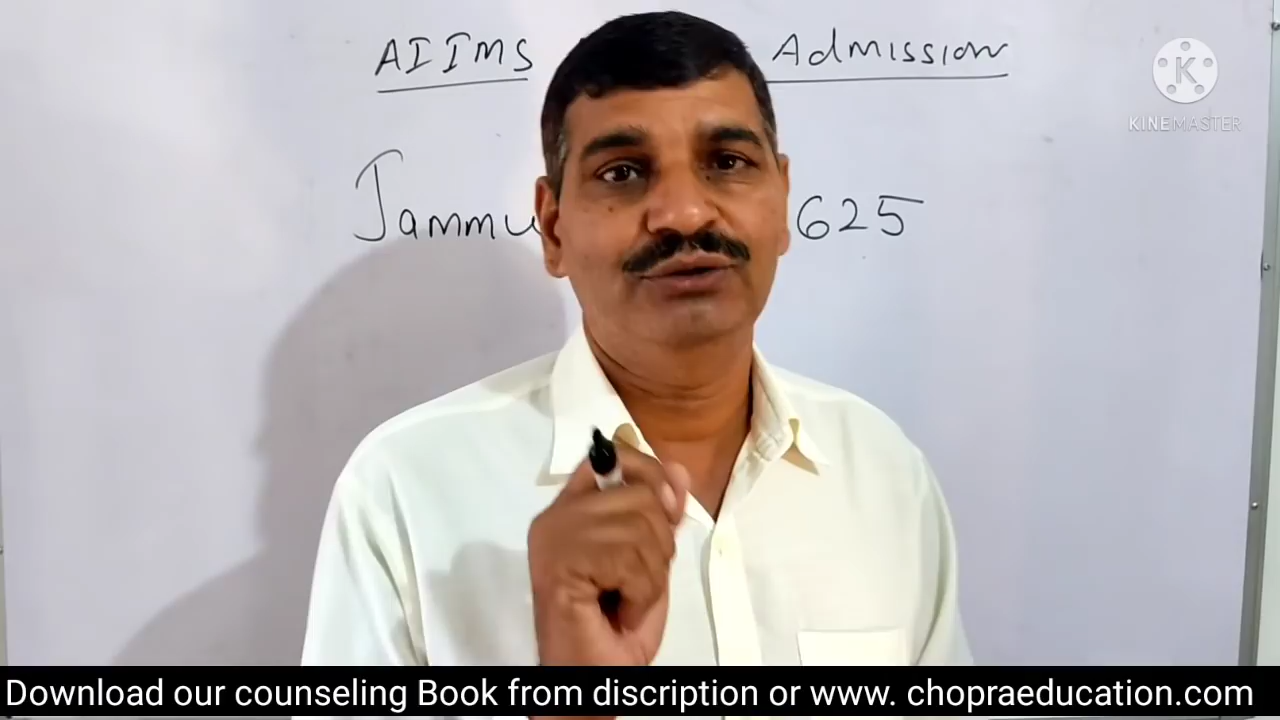 AIIMS Admission
KINEMASTER
Jammu 625
Download our counseling Book from discription or www. chopraeducation.com